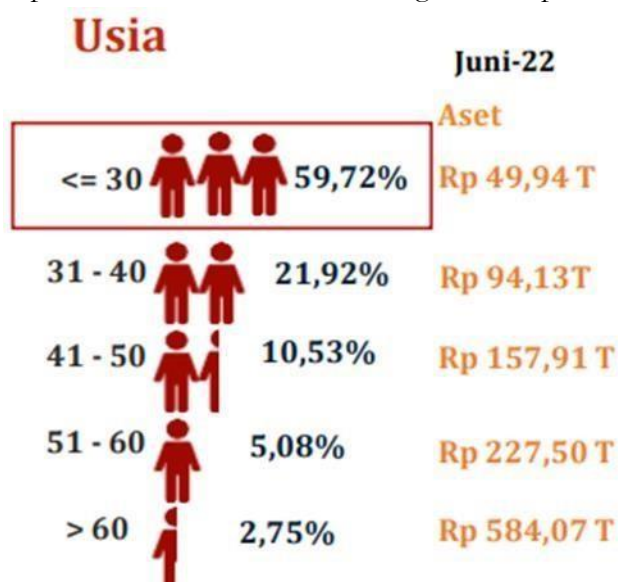 Usia
Juni-22
Aset
<= 30 59,72% Rp 49,94 T
31 - 40 21,92% Rp 94,13T
41 - 50 10,53% Rp 157,91 T
51 - 60 5,08% Rp 227,50 T
> 60 2,75% Rp 584,07 T